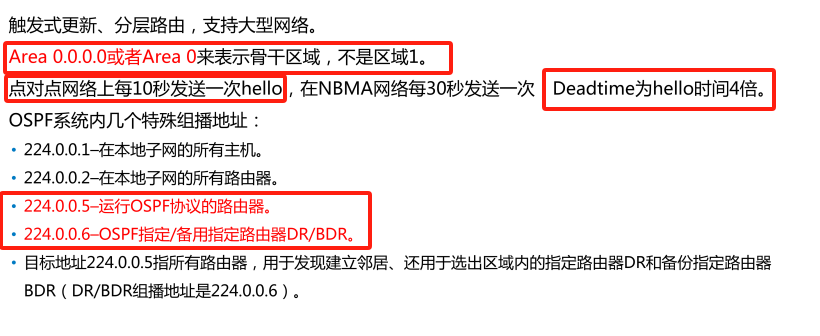 触发式更新、分层路由，支持大型网络。
Area 0.0.0.0或者Area 0来表示骨干区域，不是区域1。
点对点网络上每10秒发送一次hello，在NBMA网络每30秒发送一次 Deadtime为hello时间4倍。
OSPF系统内几个特殊组播地址：
• 224.0.0.1–在本地子网的所有主机。
• 224.0.0.2–在本地子网的所有路由器。
• 224.0.0.5–运行OSPF协议的路由器。
• 224.0.0.6–OSPF指定/备用指定路由器DR/BDR。
• 目标地址224.0.0.5指所有路由器，用于发现建立邻居、还用于选出区域内的指定路由器DR和备份指定路由器
BDR（DR/BDR组播地址是224.0.0.6）。